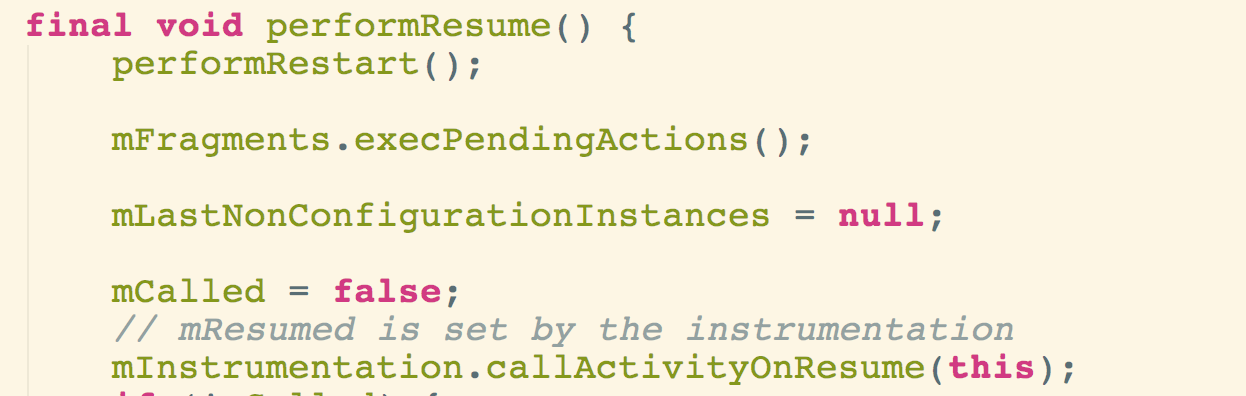 final void performResume() {
performRestart();
mFragments.execPendingActions();
mLastNonConfigurationInstances = null;
mCalled = false;
// mResumed is set by the instrumentation
mInstrumentation.callActivityOnResume(this);